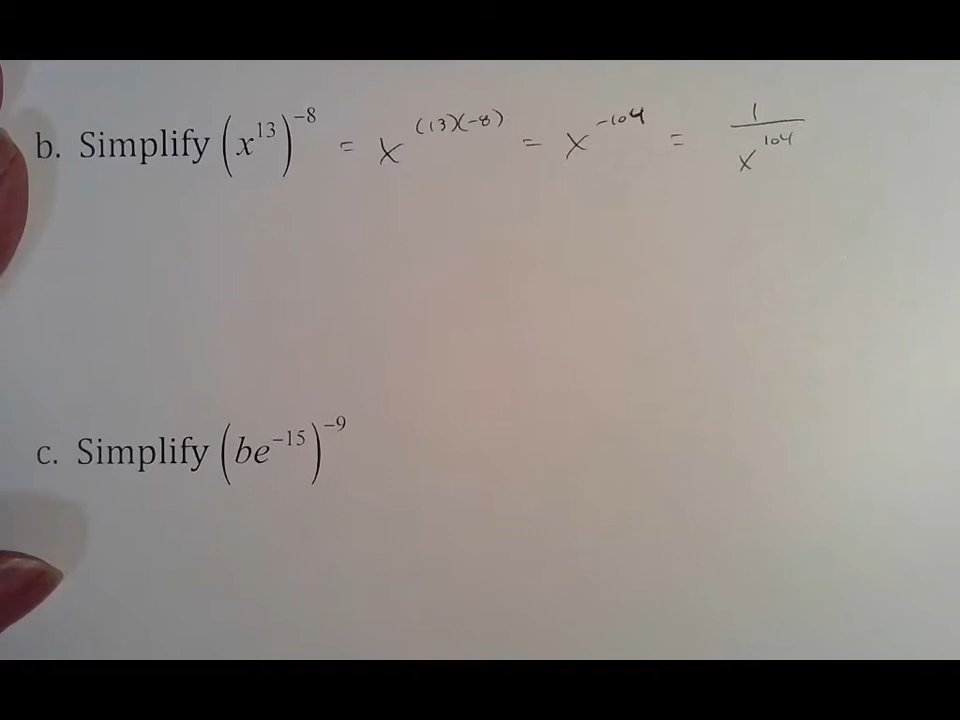 b. Simplify (x^13)^-8 = x^(13)(-8) = x^-104 = 1/x^104
c. Simplify (be^-15)^-9